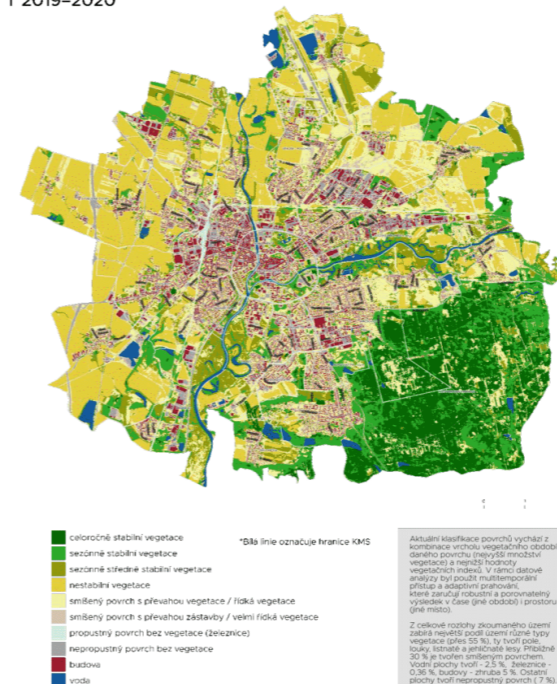 2019–2020
celoročně stabilní vegetace
sezónně stabilní vegetace
sezónně středně stabilní vegetace
nestabilní vegetace
smíšený povrch s převahou vegetace / řídká vegetace
smíšený povrch s převahou zástavby / velmi řídká vegetace
propustný povrch bez vegetace (železnice)
nepropustný povrch bez vegetace
budova
voda
*Bílá linie označuje hranice KMS
Aktuální klasifikace povrchů vychází z
kombinace vrcholu vegetačního období
daného povrchu (nejvyšší množství
vegetace) a nejnižší hodnoty
vegetačních indexů. V rámci datové
analýzy byl použit multitemporální
přístup a adaptivní prahování,
které zaručují robustní a porovnatelný
výsledek v čase (jiné období) i prostoru
(jiné místo).
Z celkové rozlohy zkoumaného území
zabírá největší podíl území různé typy
vegetace (přes 55 %), ty tvoří pole,
louky, listnaté a jehličnaté lesy. Přibližně
30 % je tvořen smíšeným povrchem.
Vodní plochy tvoří - 2,5 %, železnice -
0,36 %, budovy - zhruba 5 %. Ostatní
plochy tvoří nepropustný povrch ( 7 %).